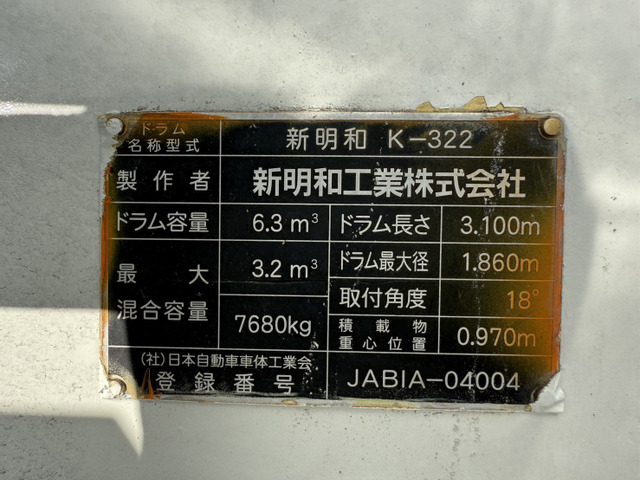 ドラム
名称型式 新明和 K-322
製作者 新明和工業株式会社
ドラム容量 6.3 m³ ドラム長さ 3.100m
最大 3.2 m³ ドラム最大径 1.860m
混合容量 7680kg 取付角度 18°
積載物
重心位置 0.970m
(社)日本自動車車体工業会
登録番号 JABIA-04004